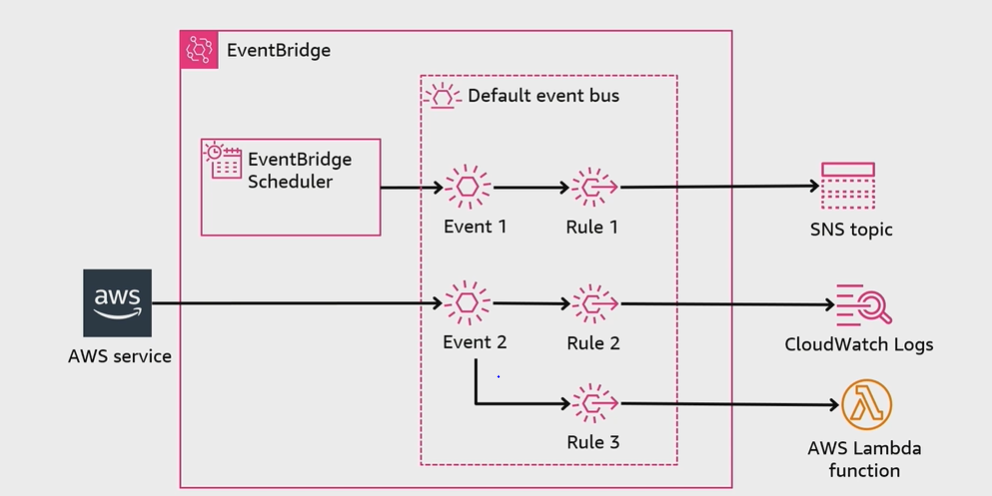 EventBridge
Default event bus
EventBridge
Scheduler
Event 1
Rule 1
SNS topic
aws
AWS service
Event 2
Rule 2
CloudWatch Logs
Rule 3
AWS Lambda
function